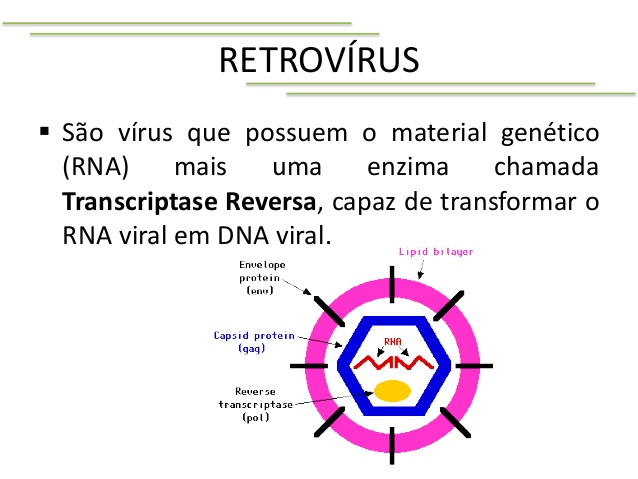 RETROVÍRUS
▪ São vírus que possuem o material genético
(RNA) mais uma enzima chamada
Transcriptase Reversa, capaz de transformar o
RNA viral em DNA viral.
Lipid bilayer
Envelope
protein
(env)
Capsid protein
(gag)
RNA
Reverse
transcriptase
(pol)